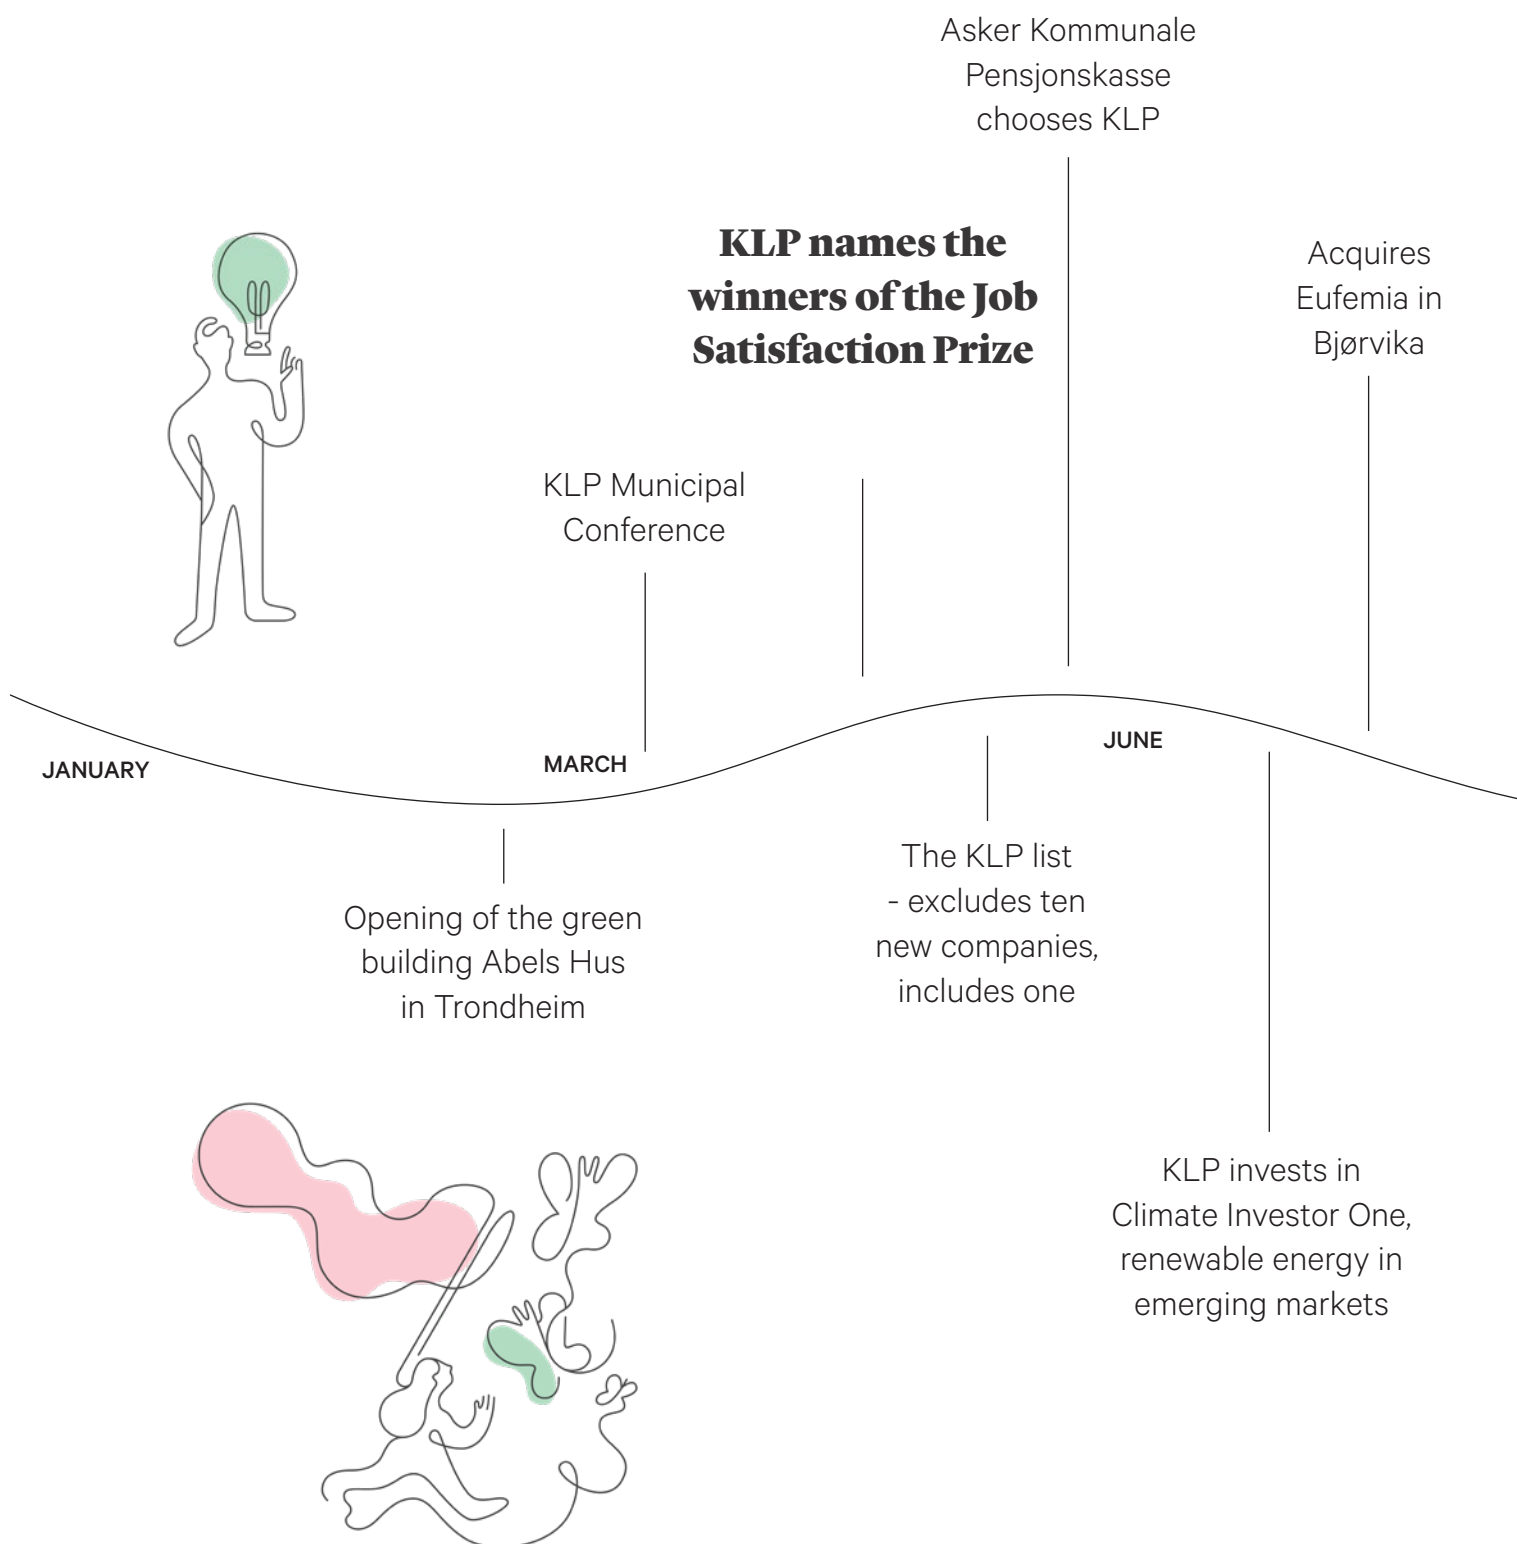 Asker Kommunale
Pensjonskasse
chooses KLP
KLP names the
winners of the Job
Satisfaction Prize
Acquires
Eufemia in
Bjørvika
KLP Municipal
Conference
JANUARY
MARCH
JUNE
Opening of the green
building Abels Hus
in Trondheim
The KLP list
- excludes ten
new companies,
includes one
KLP invests in
Climate Investor One,
renewable energy in
emerging markets